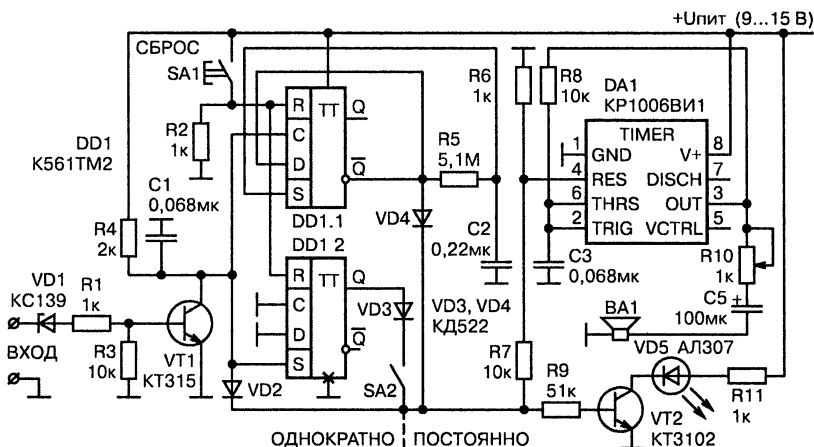 +Uпит (9...15 В)
СБРОС
SA1
R2
1к
DD1
К561ТМ2
C1
0,068мк
R4
2к
VD1
КС139
R1
1к
ВХОД
R3
10к
VT1
КТ315
R
C
D
S
TT
Q
Q
DD1.1
DD1 2
R
C
D
S
TT
Q
Q
VD2
R5
5,1М
VD4
C2
0,22мк
VD3
VD3, VD4
КД522
SA2
ОДНОКРАТНО
ПОСТОЯННО
R6
1к
R8
10к
DA1
КР1006ВИ1
TIMER
1
GND
V+
8
4
RES
DISCH
7
6
THRS
OUT
3
2
TRIG
VCTRL
5
C3
0,068мк
R10
1к
C5
+
100мк
BA1
R7
10к
R9
51к
VD5 АЛ307
R11
1к
VT2
КТ3102